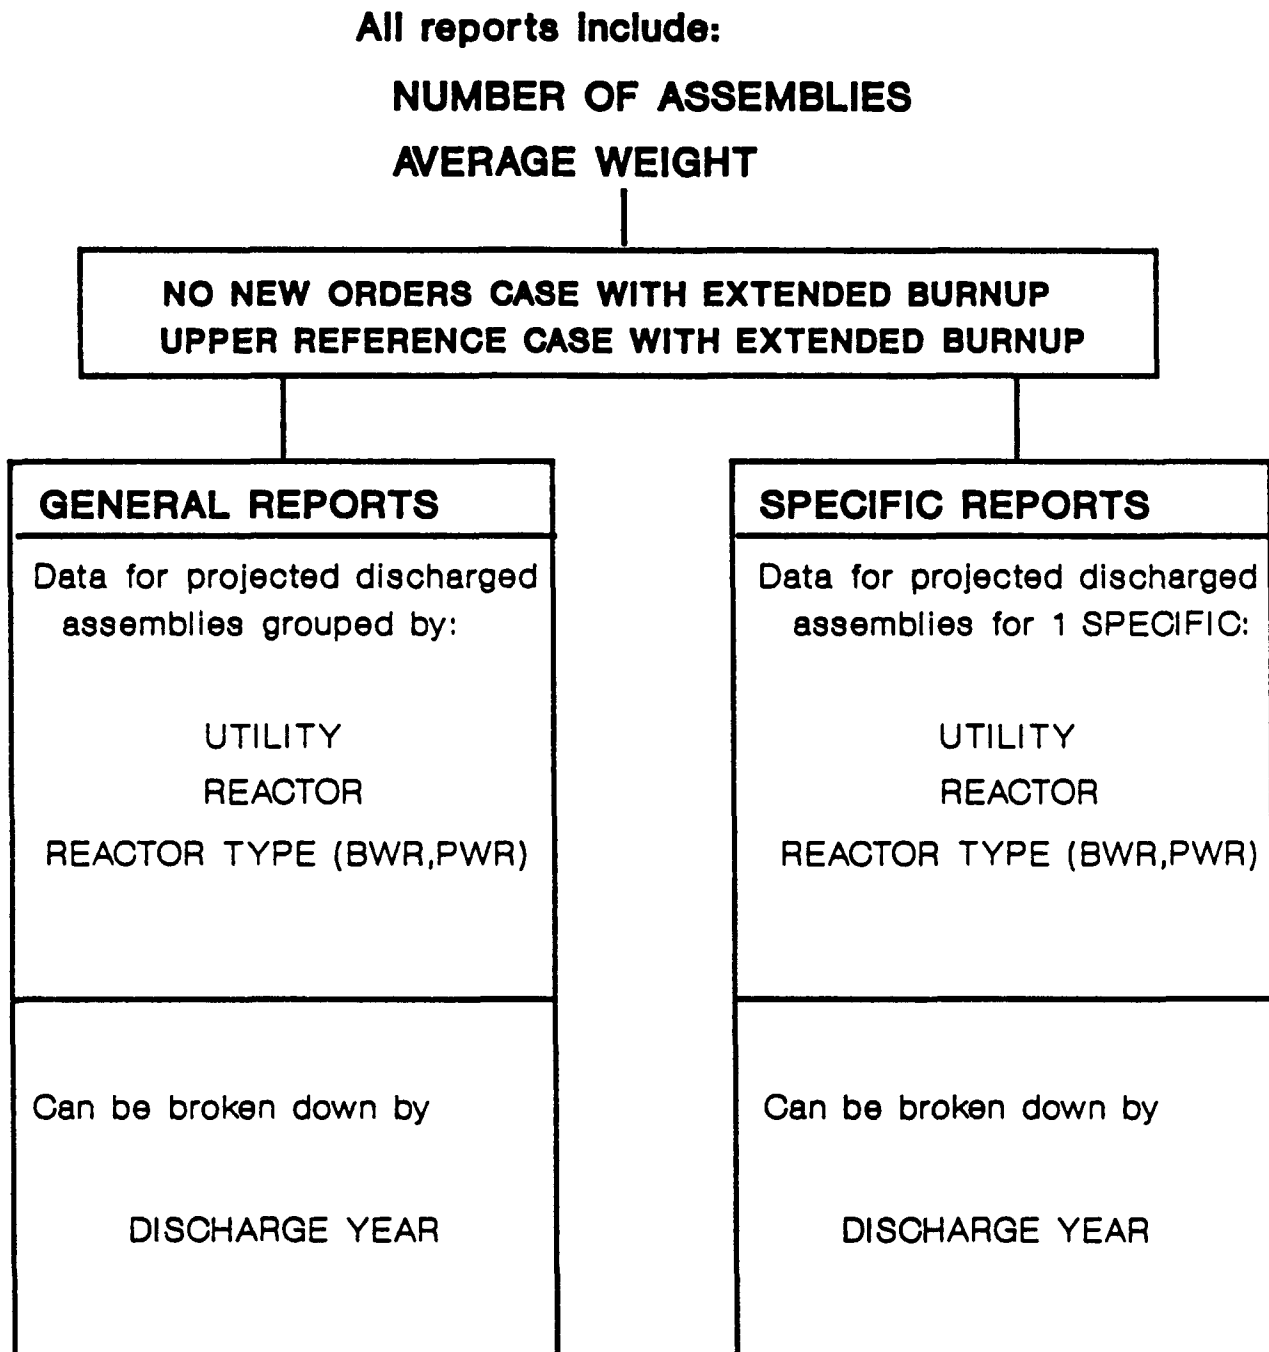 All reports include:
NUMBER OF ASSEMBLIES
AVERAGE WEIGHT
NO NEW ORDERS CASE WITH EXTENDED BURNUP
UPPER REFERENCE CASE WITH EXTENDED BURNUP
GENERAL REPORTS
Data for projected discharged
assemblies grouped by:
UTILITY
REACTOR
REACTOR TYPE (BWR,PWR)
Can be broken down by
DISCHARGE YEAR
SPECIFIC REPORTS
Data for projected discharged
assemblies for 1 SPECIFIC:
UTILITY
REACTOR
REACTOR TYPE (BWR,PWR)
Can be broken down by
DISCHARGE YEAR